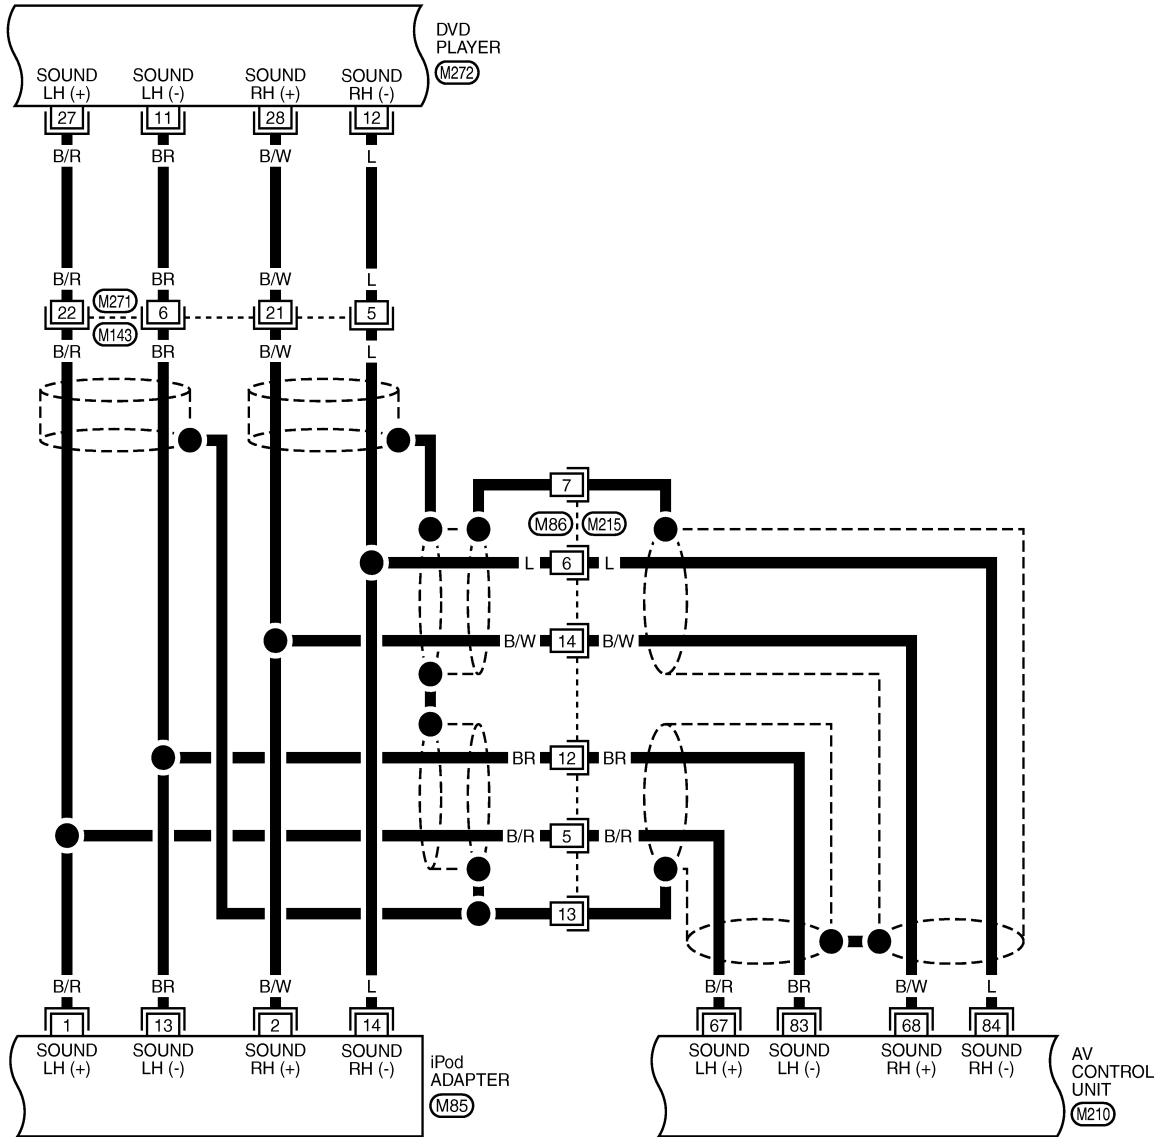 DVD
PLAYER
M272
SOUND LH (+)
SOUND LH (-)
SOUND RH (+)
SOUND RH (-)
27 11 28 12
B/R BR B/W L
B/R BR B/W L
M271
22 6 21 5
M143
B/R BR B/W L
7
M86 M215
L 6 L
B/W 14 B/W
BR 12 BR
B/R 5 B/R
13
B/R BR B/W L
B/R BR B/W L
1 13 2 14
67 83 68 84
SOUND LH (+)
SOUND LH (-)
SOUND RH (+)
SOUND RH (-)
iPod
ADAPTER
M85
SOUND LH (+)
SOUND LH (-)
SOUND RH (+)
SOUND RH (-)
AV
CONTROL
UNIT
M210